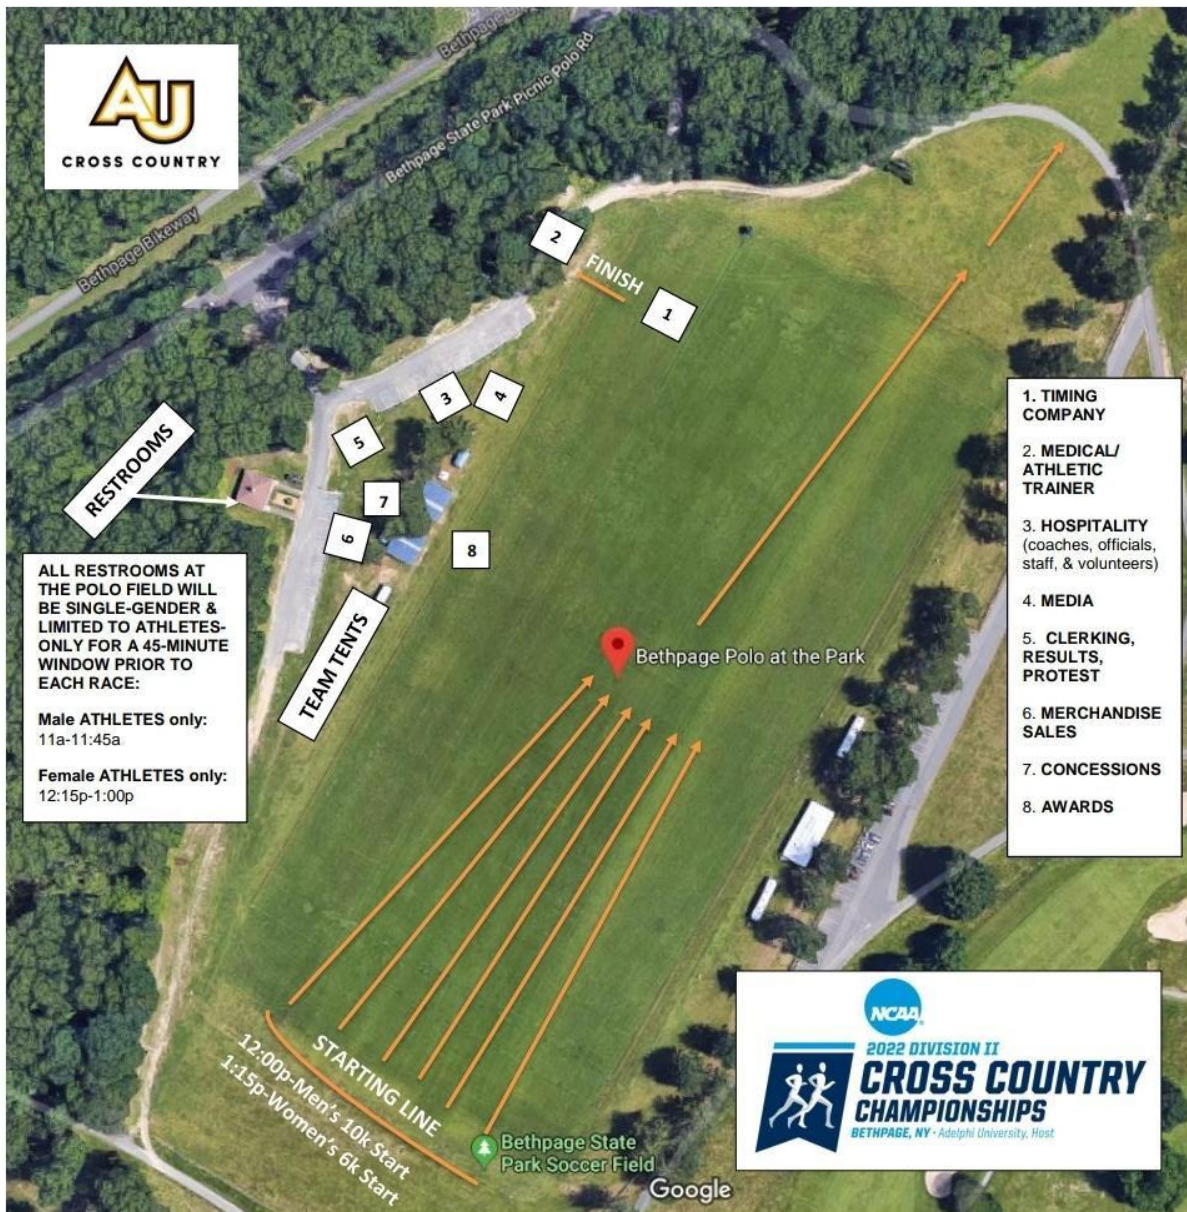 AU
CROSS COUNTRY
Bethpage Bikeway
Bethpage State Park Picnic Polo Rd
Bethpage Bikeway
2
FINISH
1
3
4
5
RESTROOMS
7
6
8
TEAM TENTS
ALL RESTROOMS AT
THE POLO FIELD WILL
BE SINGLE-GENDER &
LIMITED TO ATHLETES-
ONLY FOR A 45-MINUTE
WINDOW PRIOR TO
EACH RACE:
Male ATHLETES only:
11a-11:45a
Female ATHLETES only:
12:15p-1:00p
1. TIMING
COMPANY
2. MEDICAL/
ATHLETIC
TRAINER
3. HOSPITALITY
(coaches, officials,
staff, & volunteers)
4. MEDIA
5. CLERKING,
RESULTS,
PROTEST
6. MERCHANDISE
SALES
7. CONCESSIONS
8. AWARDS
Bethpage Polo at the Park
STARTING LINE
12:00p-Men's 10k Start
1:15p-Women's 6k Start
Bethpage State
Park Soccer Field
Google
NCAA
2022 DIVISION II
CROSS COUNTRY
CHAMPIONSHIPS
BETHPAGE, NY • Adelphi University, Host